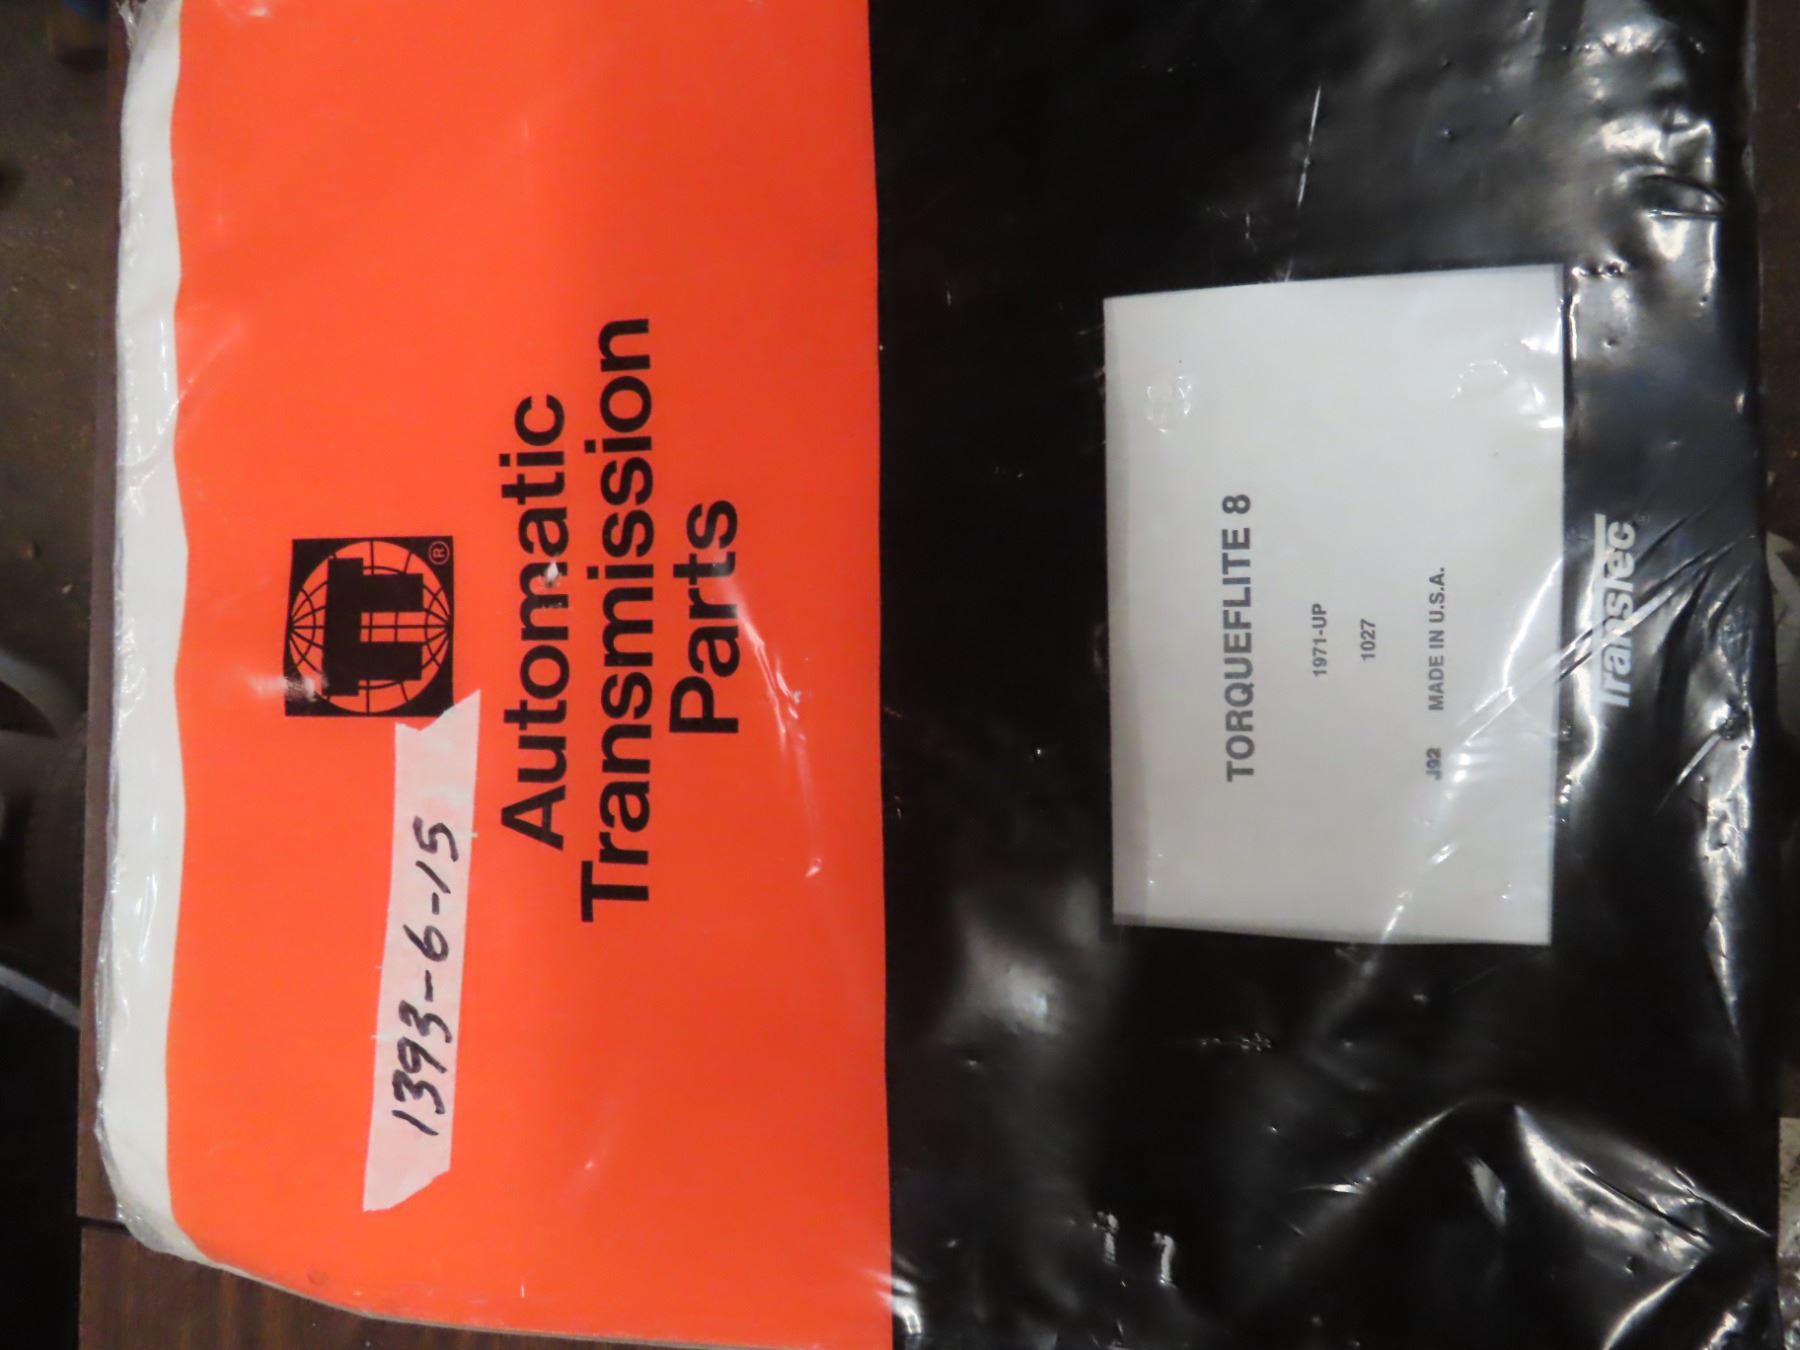 ®
1393-6-15
Automatic
Transmission
Parts
TORQUEFLITE 8
1971-UP
1027
J92 MADE IN U.S.A.
TransTec®